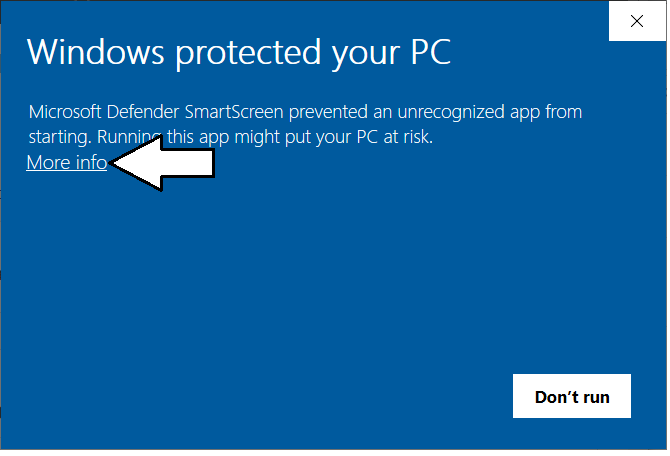 Windows protected your PC
Microsoft Defender SmartScreen prevented an unrecognized app from
starting. Running this app might put your PC at risk.
More info
Don't run